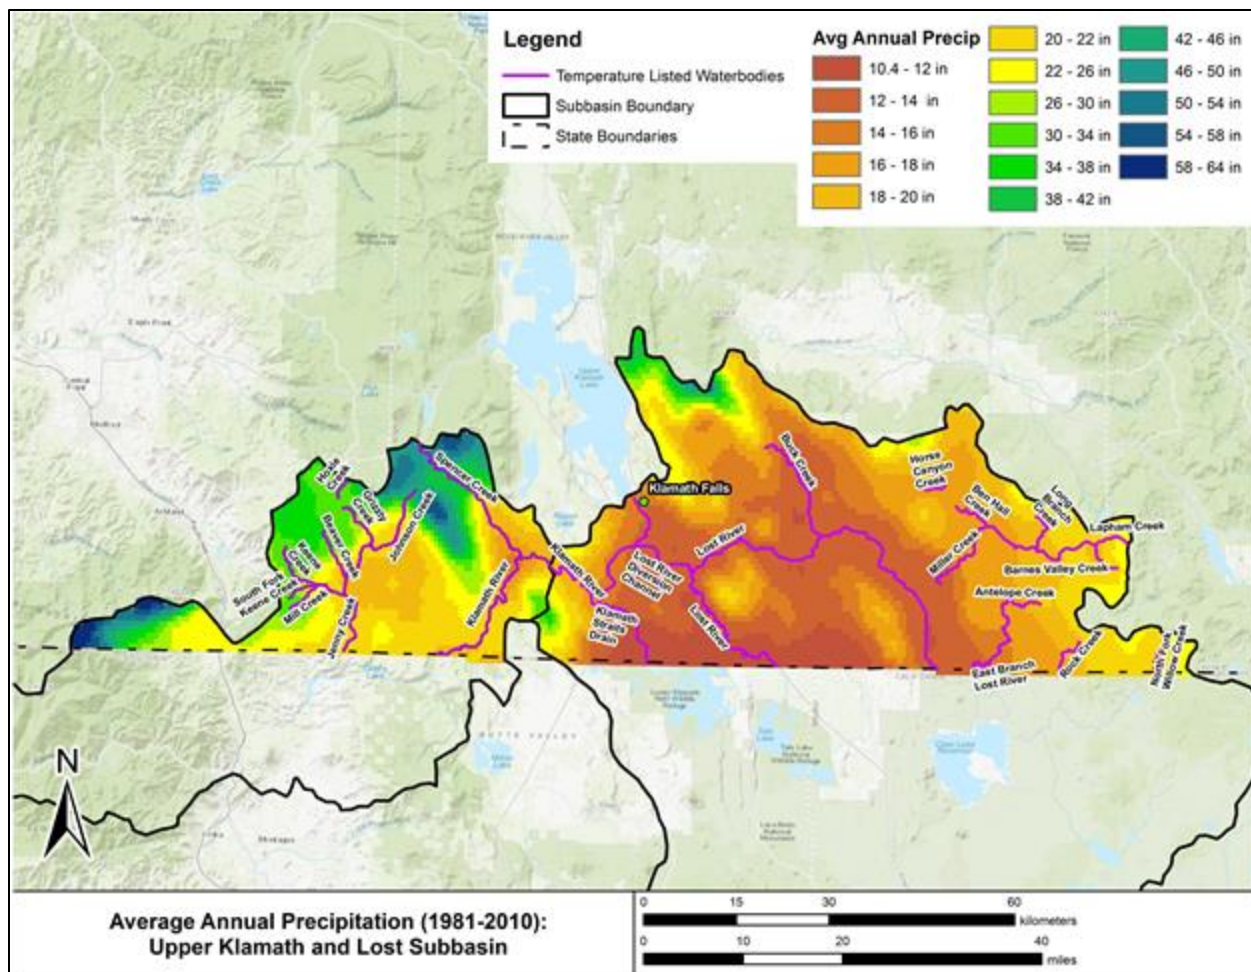 Legend
Temperature Listed Waterbodies
Subbasin Boundary
State Boundaries
Avg Annual Precip
10.4 - 12 in
12 - 14 in
14 - 16 in
16 - 18 in
18 - 20 in
20 - 22 in
22 - 26 in
26 - 30 in
30 - 34 in
34 - 38 in
38 - 42 in
42 - 46 in
46 - 50 in
50 - 54 in
54 - 58 in
58 - 64 in
Upper
Klamath
Lake
Buck Creek
Horse
Canyon
Creek
Ben Hall
Creek
Long
Branch
Creek
Lapham Creek
Klamath Falls
Spencer Creek
Hoxie
Creek
Grizzly
Creek
Johnson Creek
Beaver Creek
Keene
Creek
South Fork
Keene Creek
Mill Creek
Jenny Creek
Klamath River
Klamath River
Lost River
Diversion
Channel
Lost River
Klamath
Straits
Drain
Lost River
Miller Creek
Barnes Valley Creek
Antelope Creek
East Branch
Lost River
Rock Creek
North Fork
Willow Creek
BUTTE VALLEY
N
Average Annual Precipitation (1981-2010):
Upper Klamath and Lost Subbasin
0 15 30 60
kilometers
0 10 20 40
miles